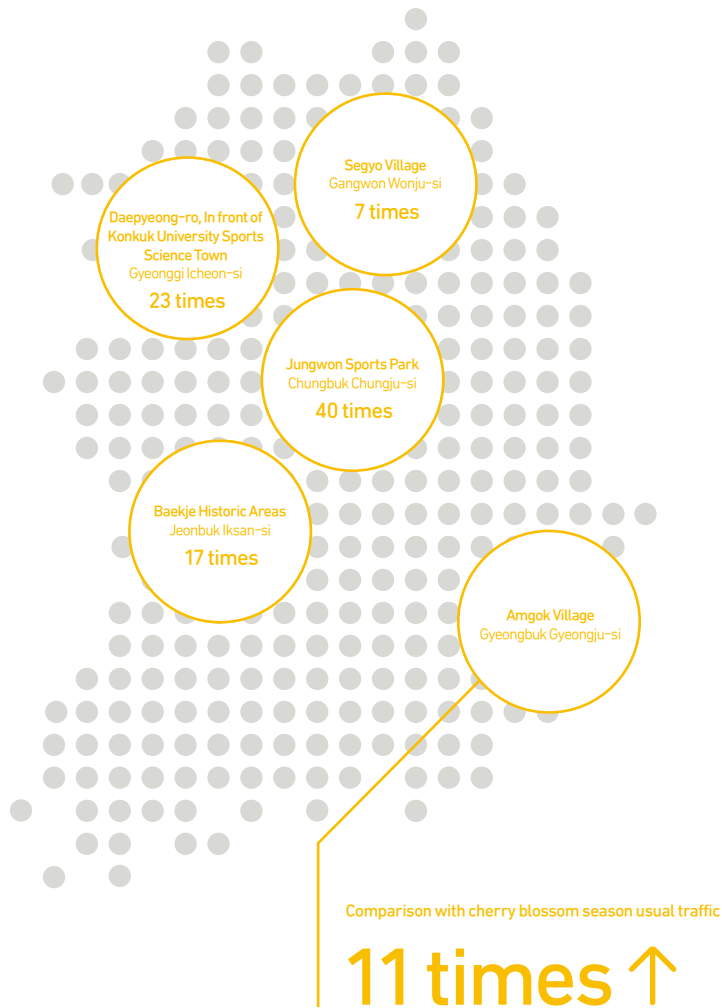 Segyo Village
Gangwon Wonju-si
7 times
Daepyeong-ro, In front of
Konkuk University Sports
Science Town
Gyeonggi Icheon-si
23 times
Jungwon Sports Park
Chungbuk Chungju-si
40 times
Baekje Historic Areas
Jeonbuk Iksan-si
17 times
Amgok Village
Gyeongbuk Gyeongju-si
Comparison with cherry blossom season usual traffic
11 times ↑